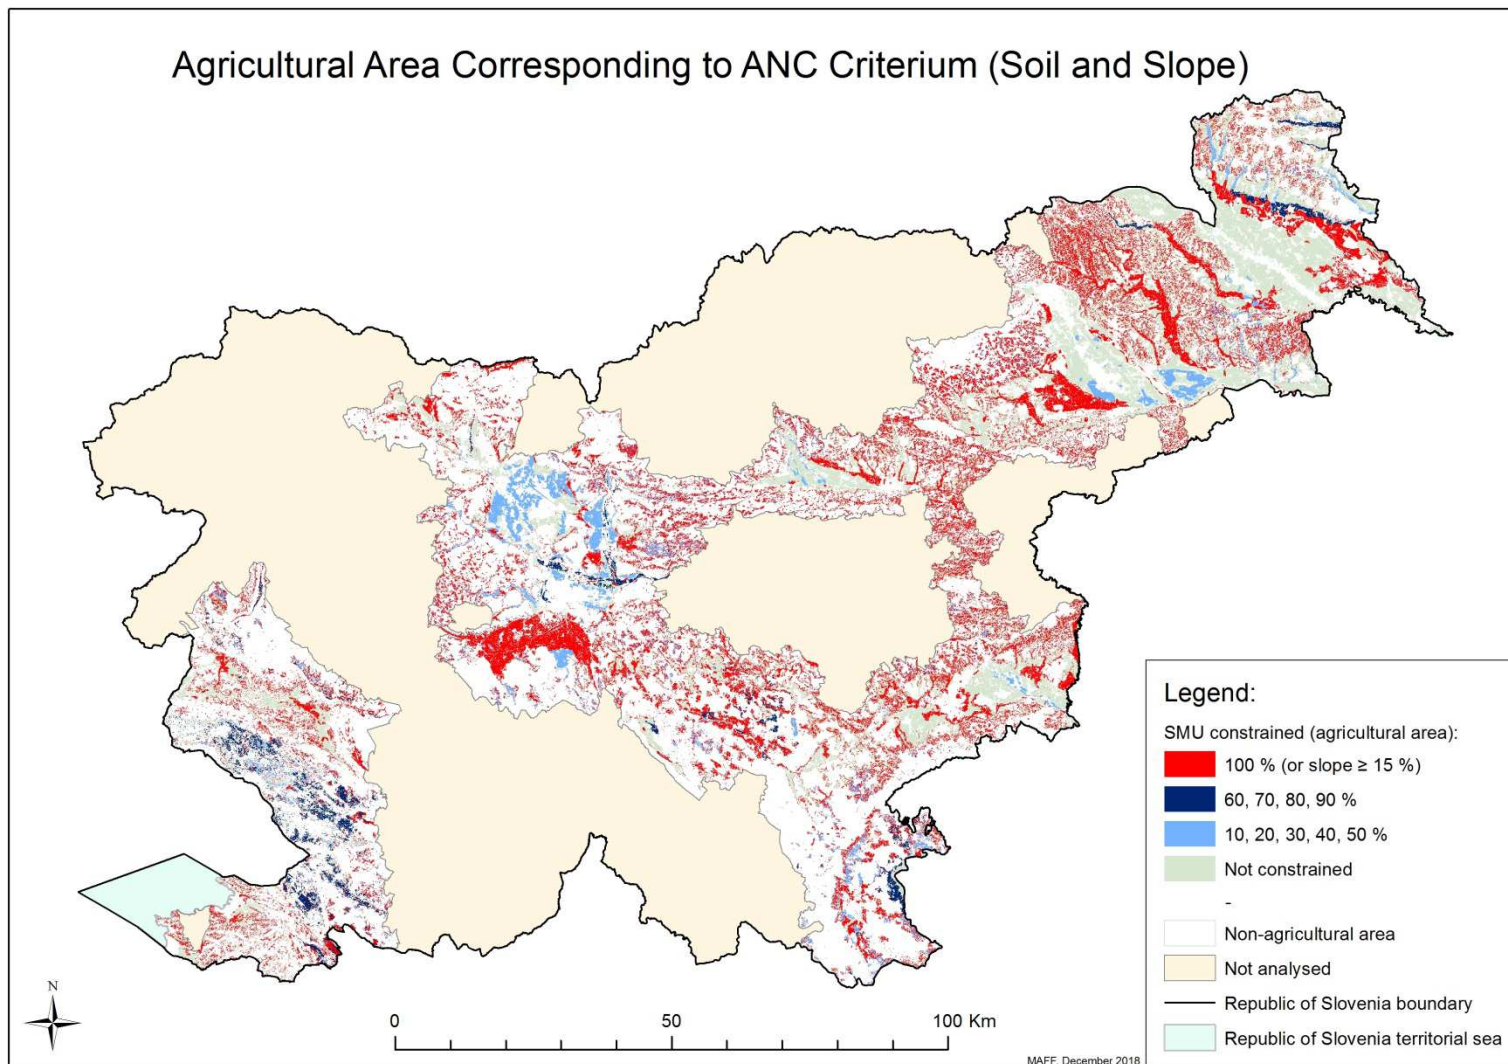 Agricultural Area Corresponding to ANC Criterium (Soil and Slope)
Legend:
SMU constrained (agricultural area):
100 % (or slope ≥ 15 %)
60, 70, 80, 90 %
10, 20, 30, 40, 50 %
Not constrained
-
Non-agricultural area
Not analysed
Republic of Slovenia boundary
Republic of Slovenia territorial sea
N
0 50 100 Km
MAFF, December 2018